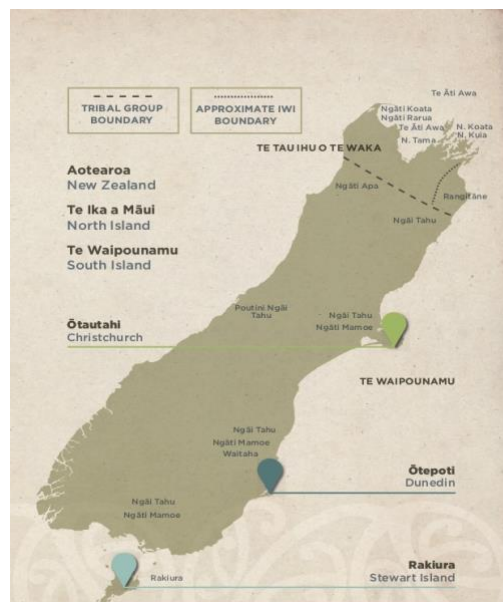 Te Āti Awa
Ngāti Koata
Ngāti Rarua
Te Āti Awa
N. Tama
N. Koata
N. Kuia
TRIBAL GROUP
BOUNDARY
APPROXIMATE IWI
BOUNDARY
TE TAU IHU O TE WAKA
Ngāti Apa
Rangitāne
Ngāi Tahu
Aotearoa
New Zealand
Te Ika a Māui
North Island
Te Waipounamu
South Island
Poutini Ngāi
Tahu
Ngāi Tahu
Ngāti Mamoe
Ōtautahi
Christchurch
TE WAIPOUNAMU
Ngāi Tahu
Ngāti Mamoe
Waitaha
Ōtepoti
Dunedin
Ngāi Tahu
Ngāti Mamoe
Rakiura
Rakiura
Stewart Island